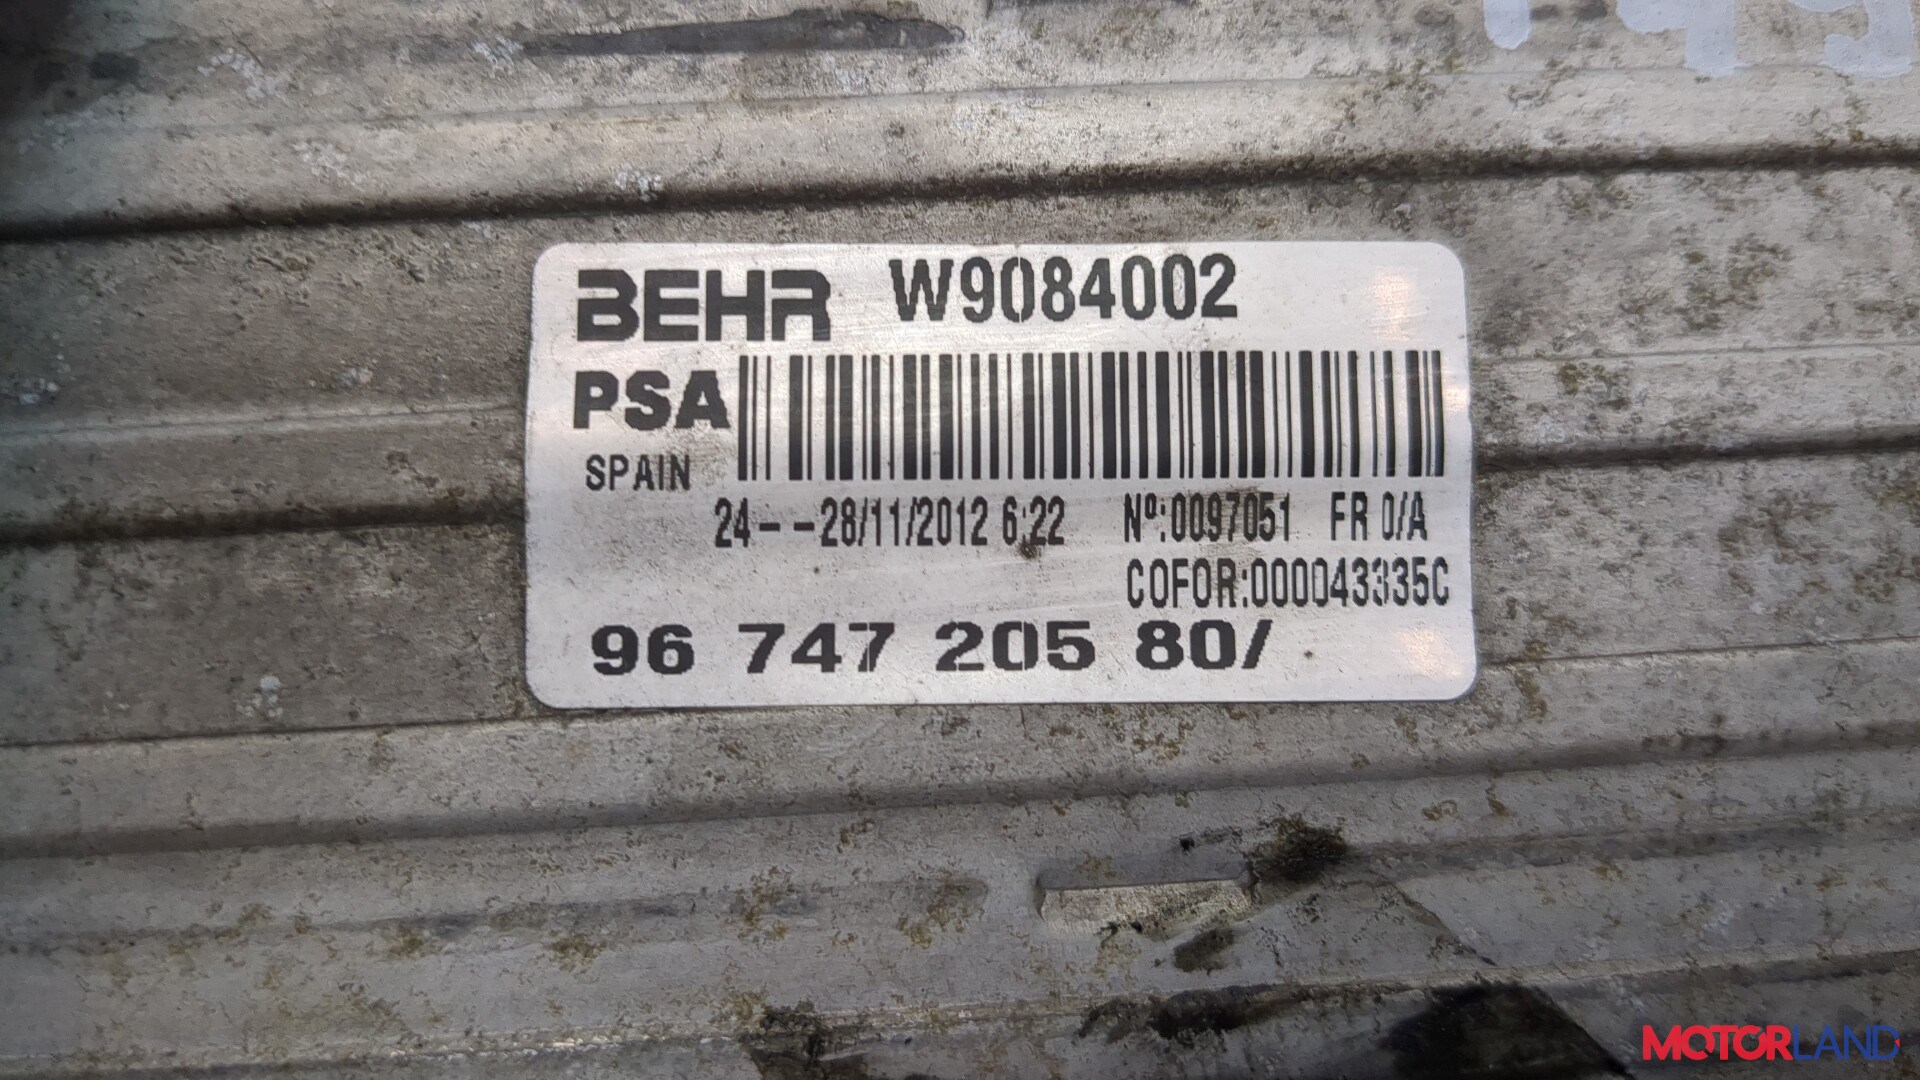 BEHR W9084002
PSA
SPAIN
24--28/11/2012 6:22 Nº:0097051 FR 0/A
COFOR:000043335C
96 747 205 80/
MOTORLAND